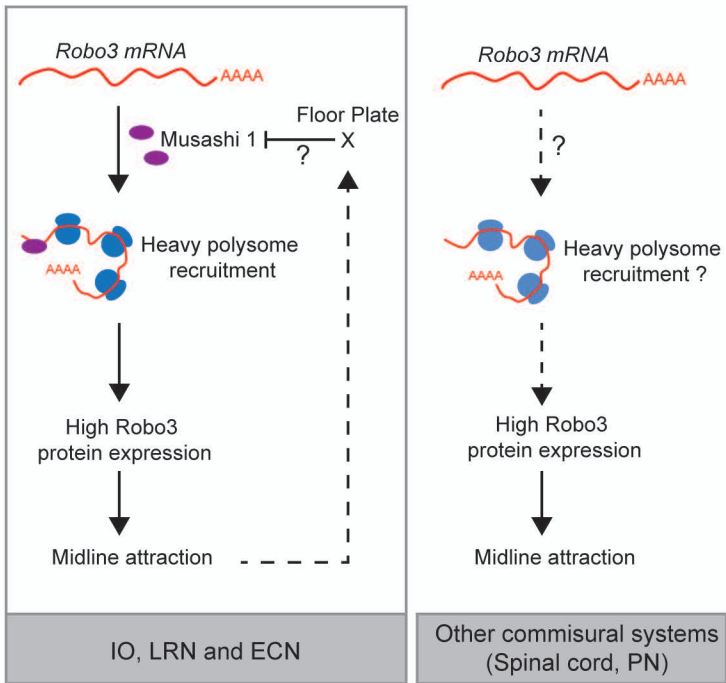 Robo3 mRNA
AAAA
Floor Plate
Musashi 1
X
?
Heavy polysome
recruitment
AAAA
High Robo3
protein expression
Midline attraction
IO, LRN and ECN
Robo3 mRNA
AAAA
?
Heavy polysome
recruitment ?
AAAA
High Robo3
protein expression
Midline attraction
Other commisural systems
(Spinal cord, PN)